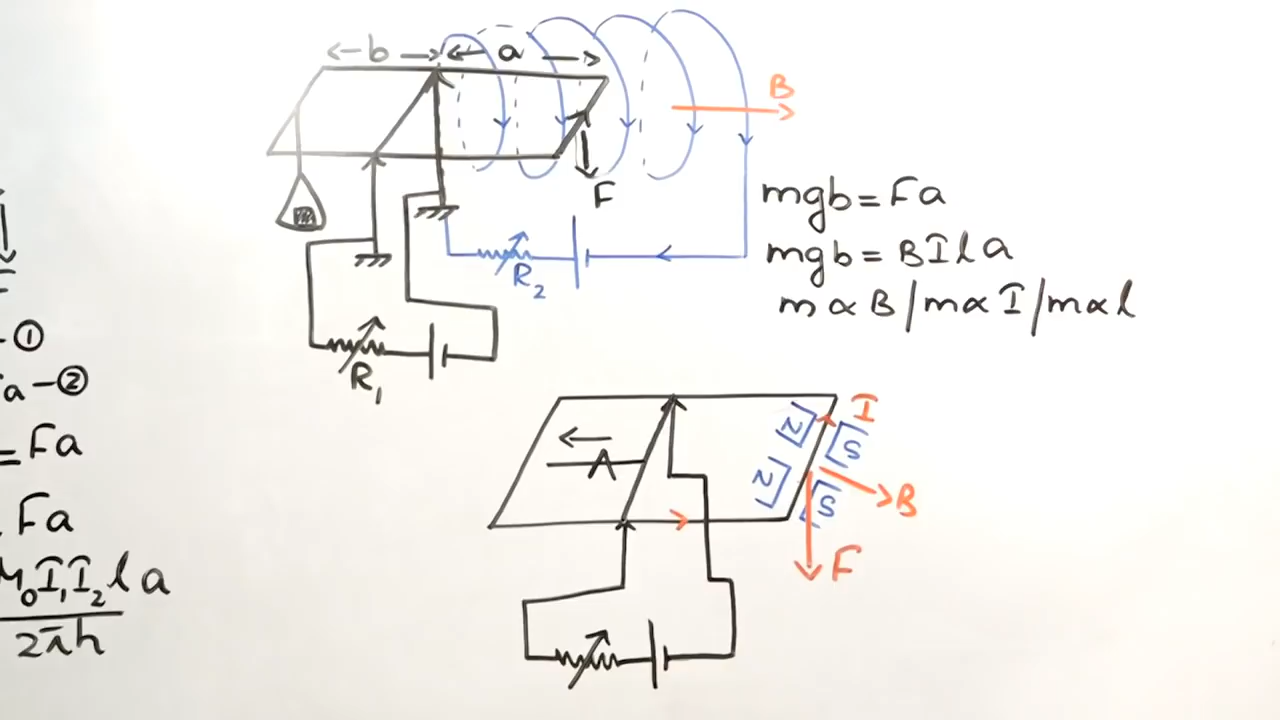 b a
B
F
mgb = Fa
mgb = BIla
m ∝ B / m ∝ I / m ∝ l
R₂
- ①
a - ②
R₁
= Fa
Fa
μ₀I₁I₂la
2πh
I
N S
N S
B
F